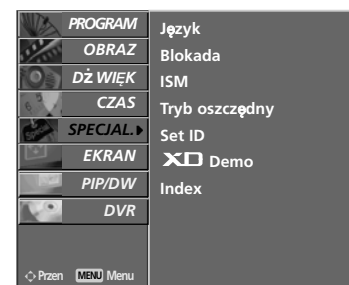 PROGRAM
OBRAZ
DŻWIĘK
CZAS
SPECJAL.
EKRAN
PIP/DW
DVR
Przen MENU Menu
Język
Blokada
ISM
Tryb oszczędny
Set ID
XD Demo
Index